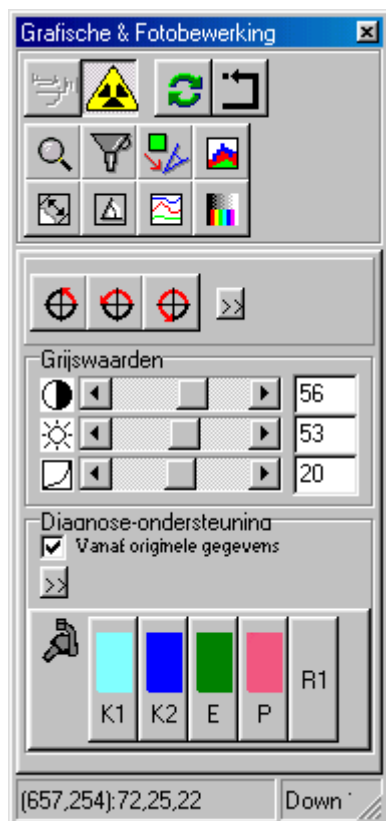 Grafische & Fotobewerking
>>
Grijswaarden
56
53
20
Diagnose-ondersteuning
Vanaf originele gegevens
>>
K1 K2 E P R1
(657,254):72,25,22 Down